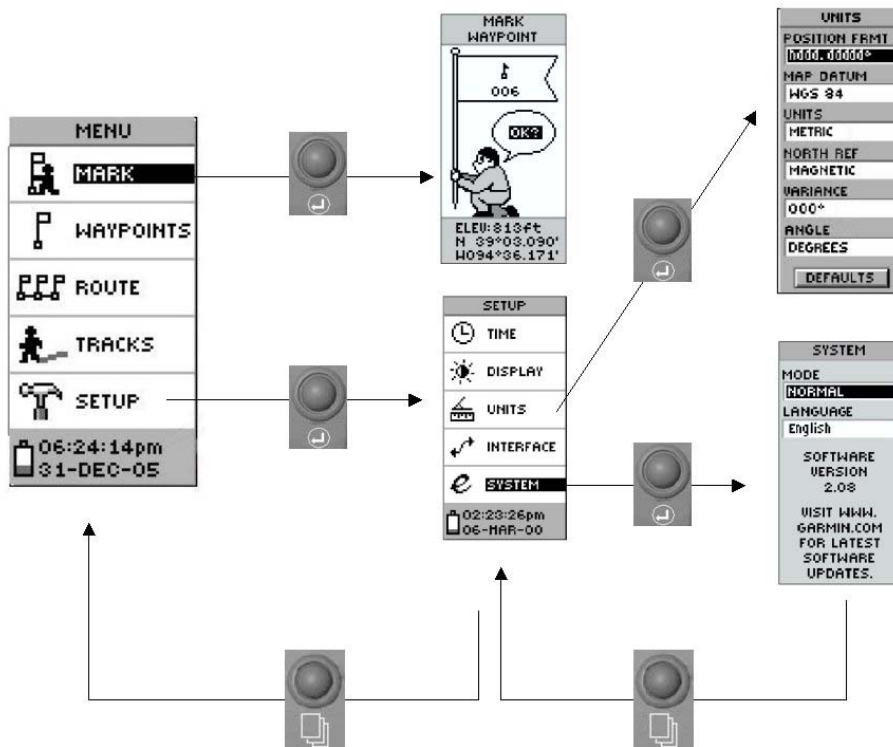 MENU
MARK
WAYPOINTS
ROUTE
TRACKS
SETUP
06:24:14pm
31-DEC-05
MARK
WAYPOINT
006
OK?
ELEV:813ft
N 39°03.090'
W094°36.171'
SETUP
TIME
DISPLAY
UNITS
INTERFACE
SYSTEM
02:23:26pm
06-MAR-00
UNITS
POSITION FRMT
hddd.ddddd°
MAP DATUM
WGS 84
UNITS
METRIC
NORTH REF
MAGNETIC
VARIANCE
000°
ANGLE
DEGREES
DEFAULTS
SYSTEM
MODE
NORMAL
LANGUAGE
English
SOFTWARE
VERSION
2.08
VISIT WWW.
GARMIN.COM
FOR LATEST
SOFTWARE
UPDATES.